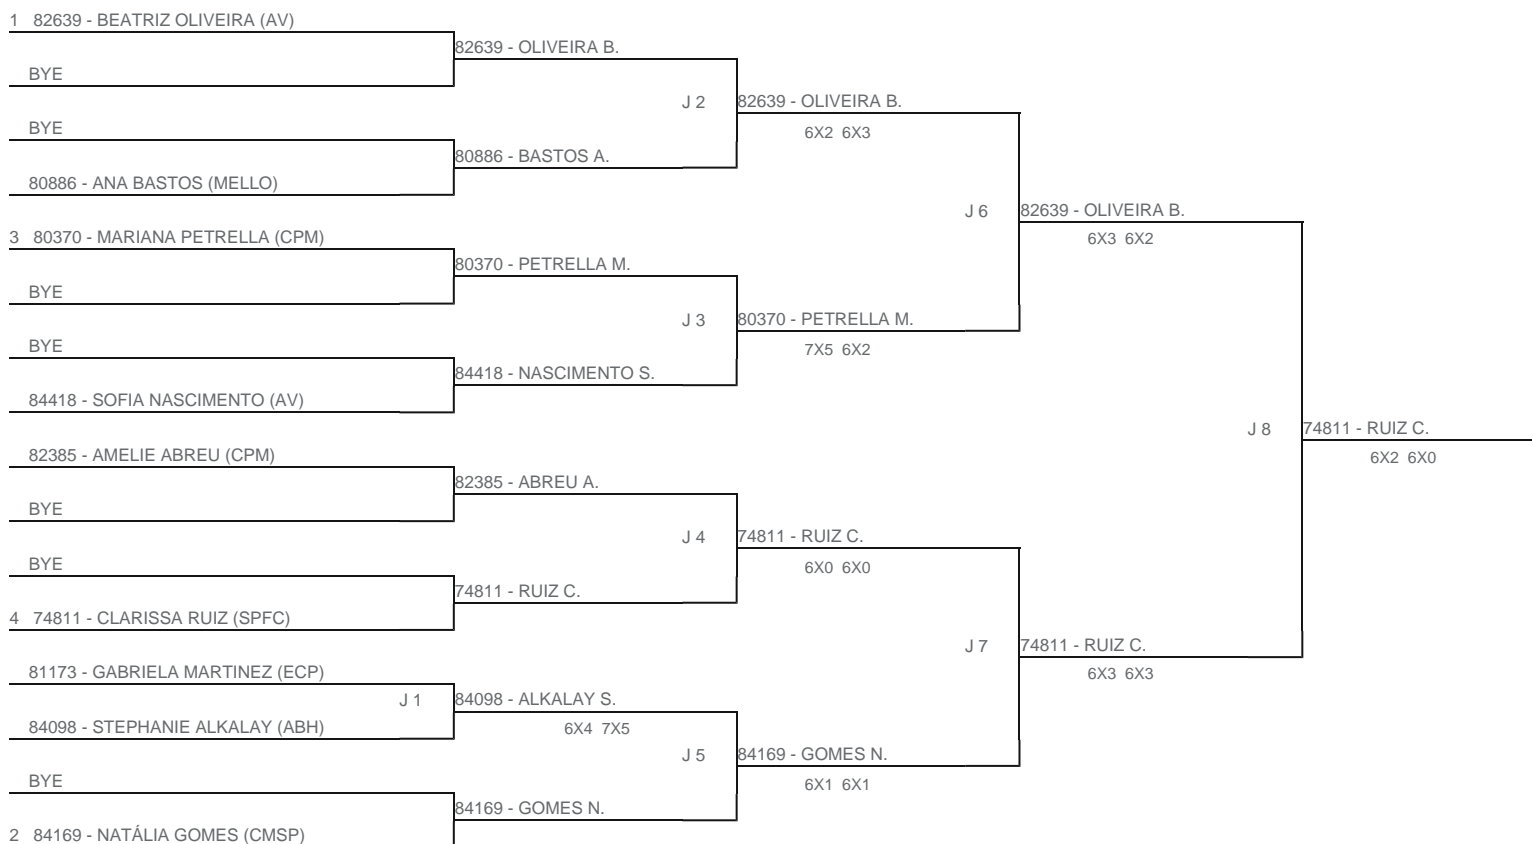 1 82639 - BEATRIZ OLIVEIRA (AV)
82639 - OLIVEIRA B.
BYE
J 2 82639 - OLIVEIRA B.
6X2 6X3
BYE
80886 - BASTOS A.
80886 - ANA BASTOS (MELLO)
J 6 82639 - OLIVEIRA B.
6X3 6X2
3 80370 - MARIANA PETRELLA (CPM)
80370 - PETRELLA M.
BYE
J 3 80370 - PETRELLA M.
7X5 6X2
BYE
84418 - NASCIMENTO S.
84418 - SOFIA NASCIMENTO (AV)
J 8 74811 - RUIZ C.
6X2 6X0
82385 - AMELIE ABREU (CPM)
82385 - ABREU A.
BYE
J 4 74811 - RUIZ C.
6X0 6X0
BYE
74811 - RUIZ C.
4 74811 - CLARISSA RUIZ (SPFC)
J 7 74811 - RUIZ C.
6X3 6X3
81173 - GABRIELA MARTINEZ (ECP)
J 1 84098 - ALKALAY S.
6X4 7X5
84098 - STEPHANIE ALKALAY (ABH)
J 5 84169 - GOMES N.
6X1 6X1
BYE
84169 - GOMES N.
2 84169 - NATÁLIA GOMES (CMSP)